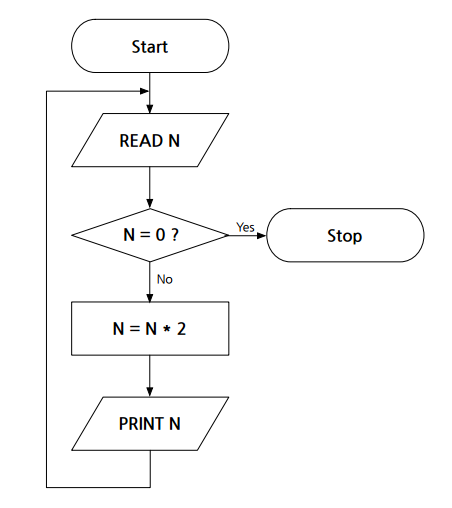 Start
READ N
N = 0 ?
Yes
Stop
No
N = N * 2
PRINT N